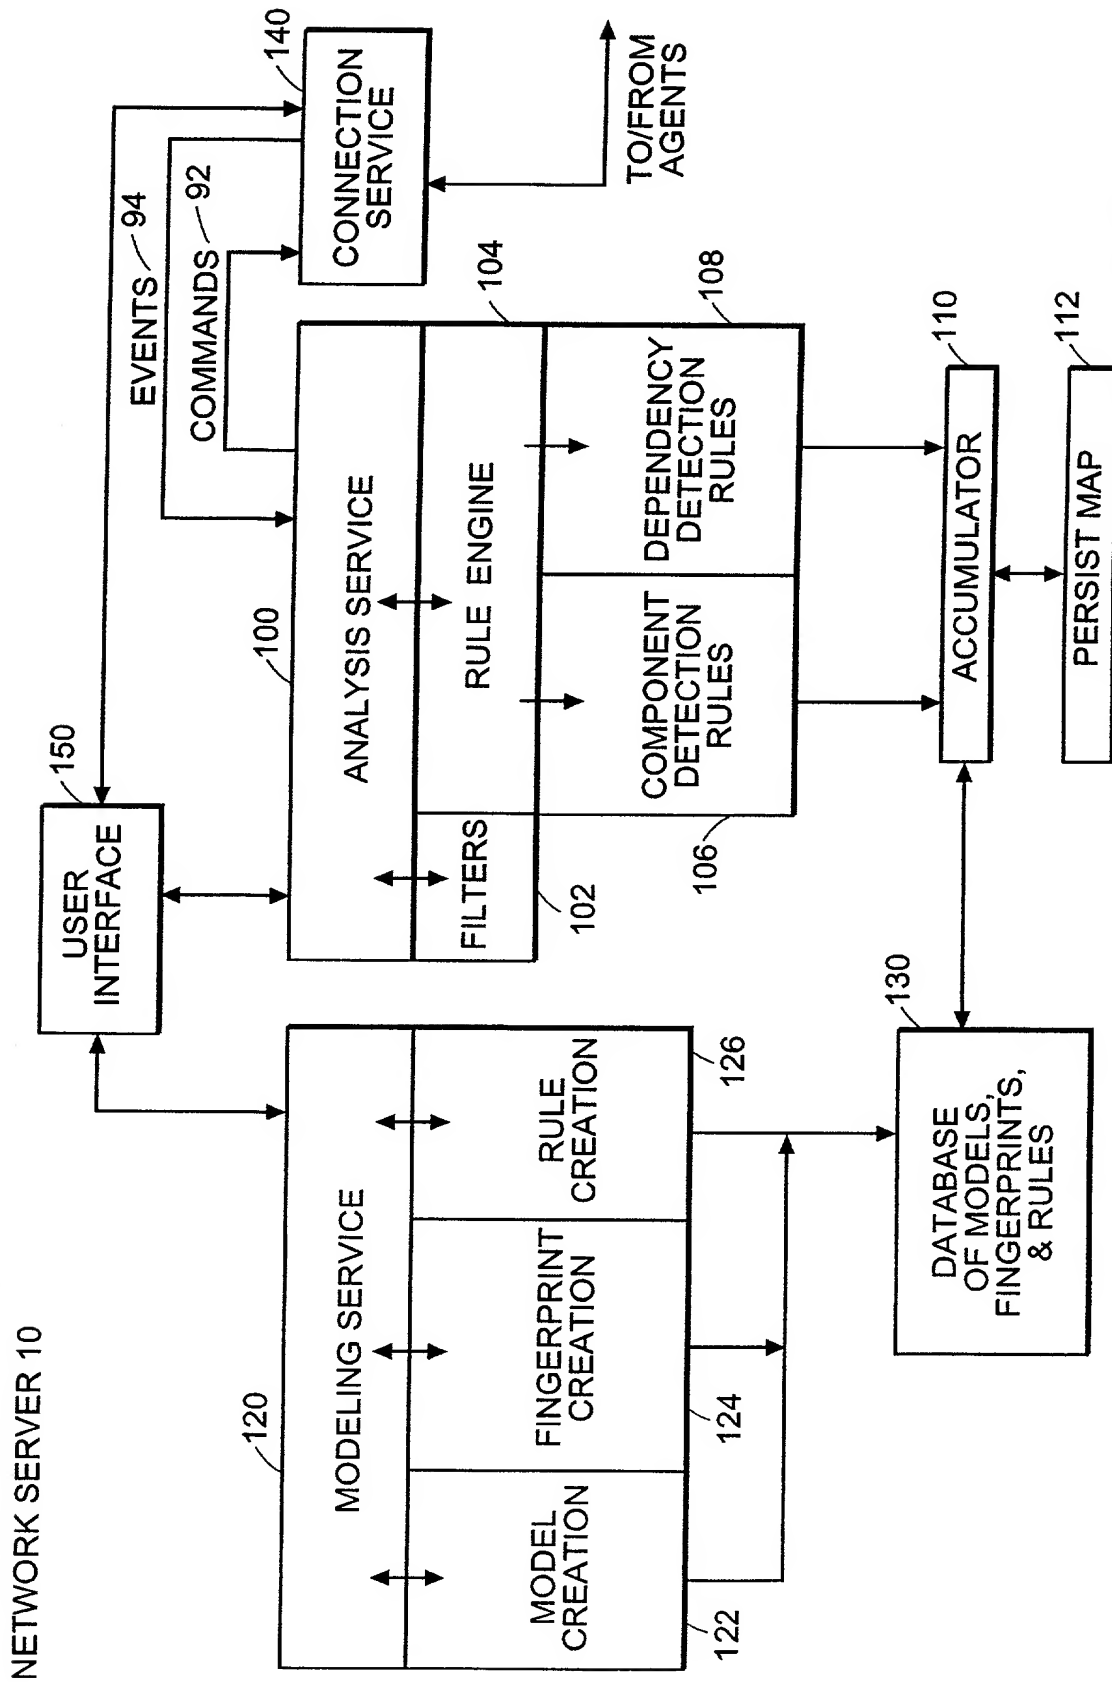 NETWORK SERVER 10
USER
INTERFACE
150
EVENTS 94
COMMANDS 92
140
CONNECTION
SERVICE
TO/FROM
AGENTS
120
MODELING SERVICE
MODEL
CREATION
122
FINGERPRINT
CREATION
124
RULE
CREATION
126
100
ANALYSIS SERVICE
FILTERS
102
RULE ENGINE
104
COMPONENT
DETECTION
RULES
106
DEPENDENCY
DETECTION
RULES
108
DATABASE
OF MODELS,
FINGERPRINTS,
& RULES
130
ACCUMULATOR
110
PERSIST MAP
112